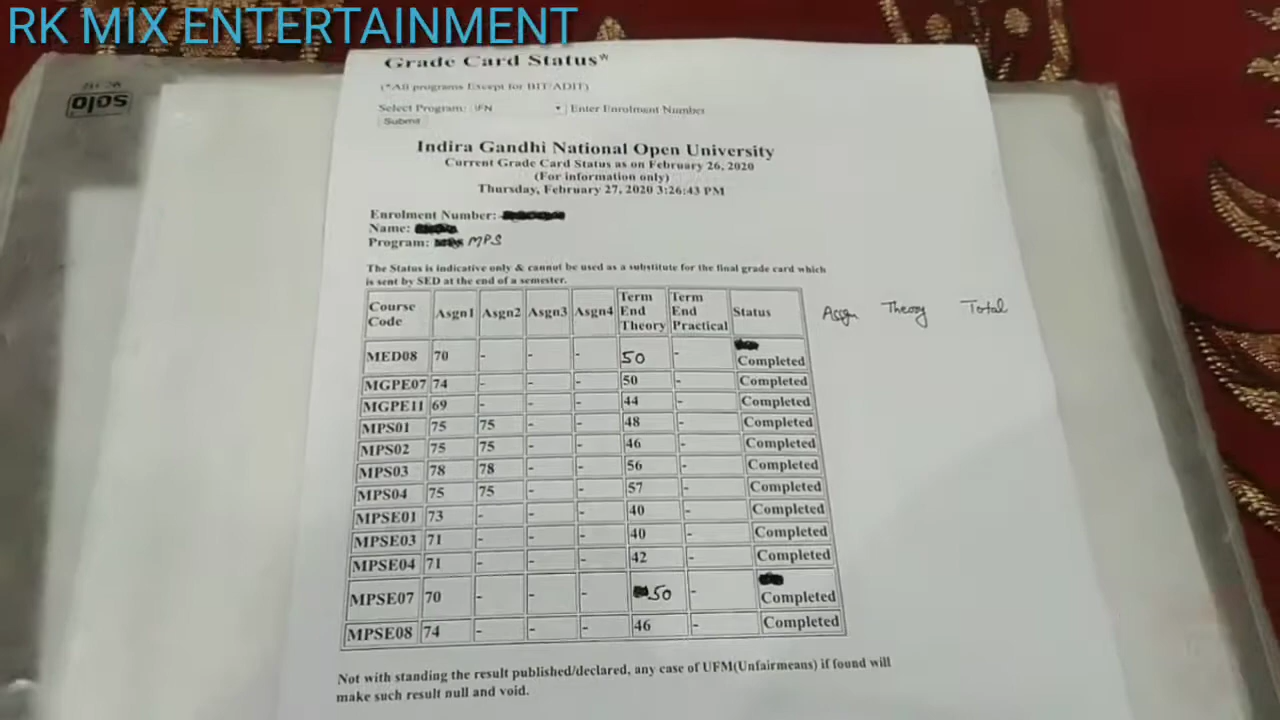 RK MIX ENTERTAINMENT
solo
Grade Card Status*
(*All programs Except for BIT/ADIT)
Select Program: Enter Enrolment Number
Submit
Indira Gandhi National Open University
Current Grade Card Status as on February 26, 2020
(For information only)
Thursday, February 27, 2020 3:26:43 PM
Enrolment Number:
Name:
Program: MPS
The Status is indicative only & cannot be used as a substitute for the final grade card which
is sent by SED at the end of a semester.
Course Code Asgn1 Asgn2 Asgn3 Asgn4 Term End Theory Term End Practical Status Assgn Theory Total
MED08 70 - - - 50 - Completed
MGPE07 74 - - - 50 - Completed
MGPE11 69 - - - 44 - Completed
MPS01 75 75 - - 48 - Completed
MPS02 75 75 - - 46 - Completed
MPS03 78 78 - - 56 - Completed
MPS04 75 75 - - 57 - Completed
MPSE01 73 - - - 40 - Completed
MPSE03 71 - - - 40 - Completed
MPSE04 71 - - - 42 - Completed
MPSE07 70 - - - 50 - Completed
MPSE08 74 - - - 46 - Completed
Not with standing the result published/declared, any case of UFM(Unfairmeans) if found will
make such result null and void.